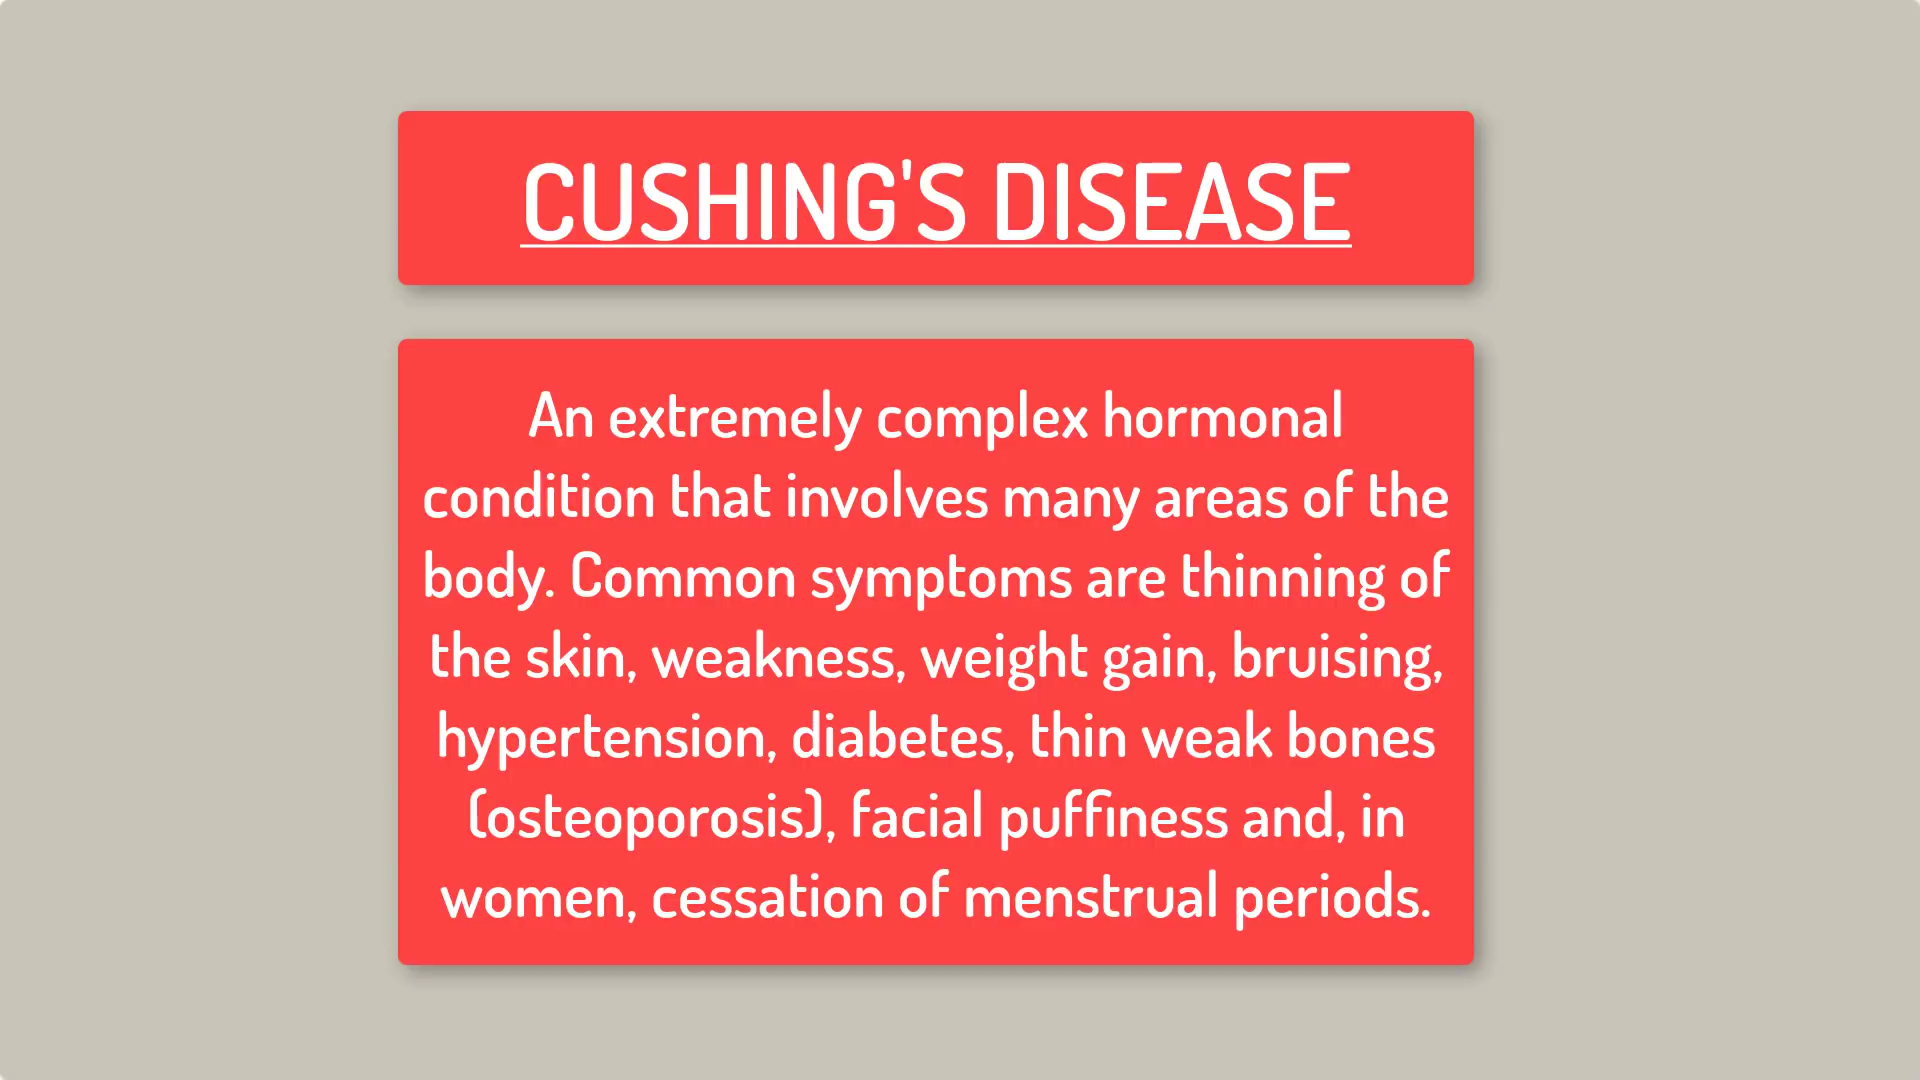 CUSHING'S DISEASE
An extremely complex hormonal
condition that involves many areas of the
body. Common symptoms are thinning of
the skin, weakness, weight gain, bruising,
hypertension, diabetes, thin weak bones
(osteoporosis), facial puffiness and, in
women, cessation of menstrual periods.